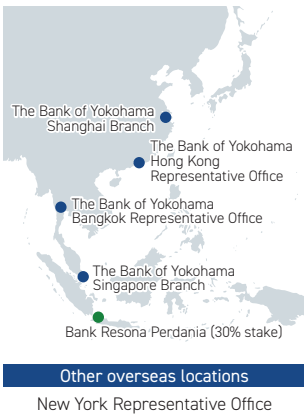 The Bank of Yokohama
Shanghai Branch
The Bank of Yokohama
Hong Kong
Representative Office
The Bank of Yokohama
Bangkok Representative Office
The Bank of Yokohama
Singapore Branch
Bank Resona Perdania (30% stake)
Other overseas locations
New York Representative Office